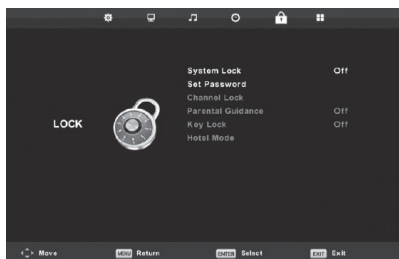 System Lock Off
Set Password
Channel Lock
Parental Guidance Off
Key Lock Off
Hotel Mode
LOCK
Move MENU Return ENTER Select EXIT Exit